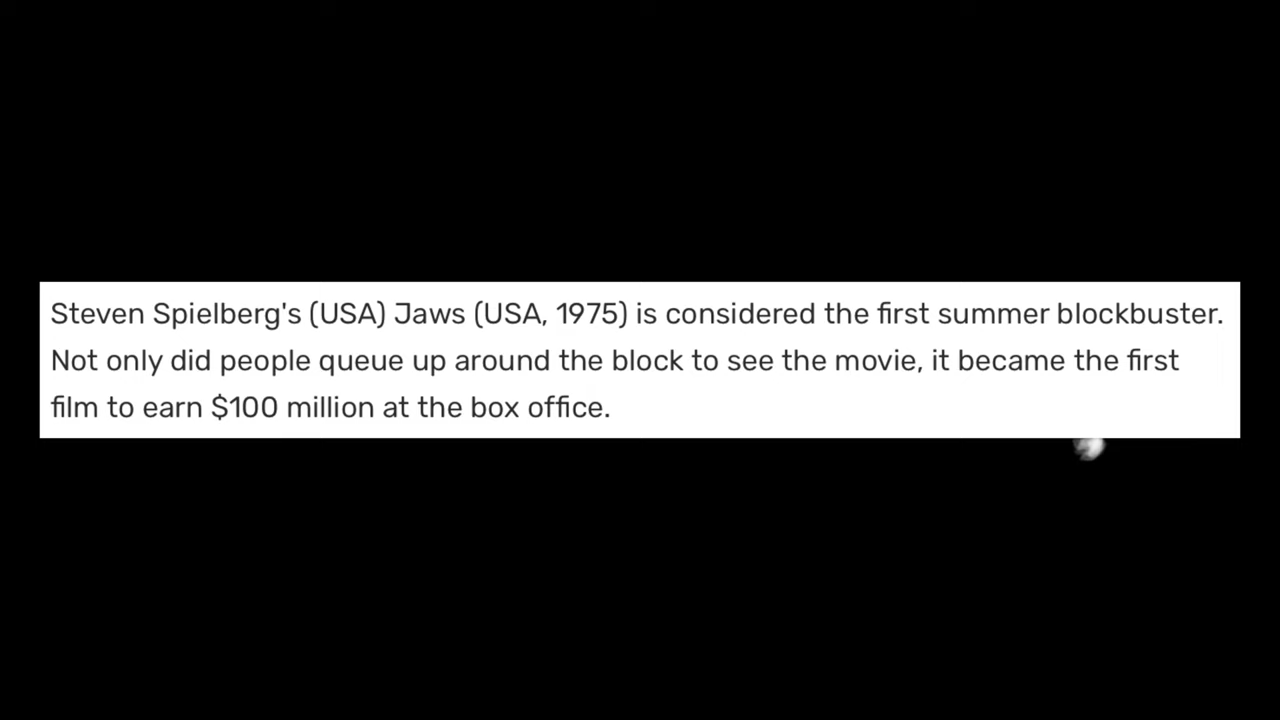 Steven Spielberg's (USA) Jaws (USA, 1975) is considered the first summer blockbuster.
Not only did people queue up around the block to see the movie, it became the first
film to earn $100 million at the box office.